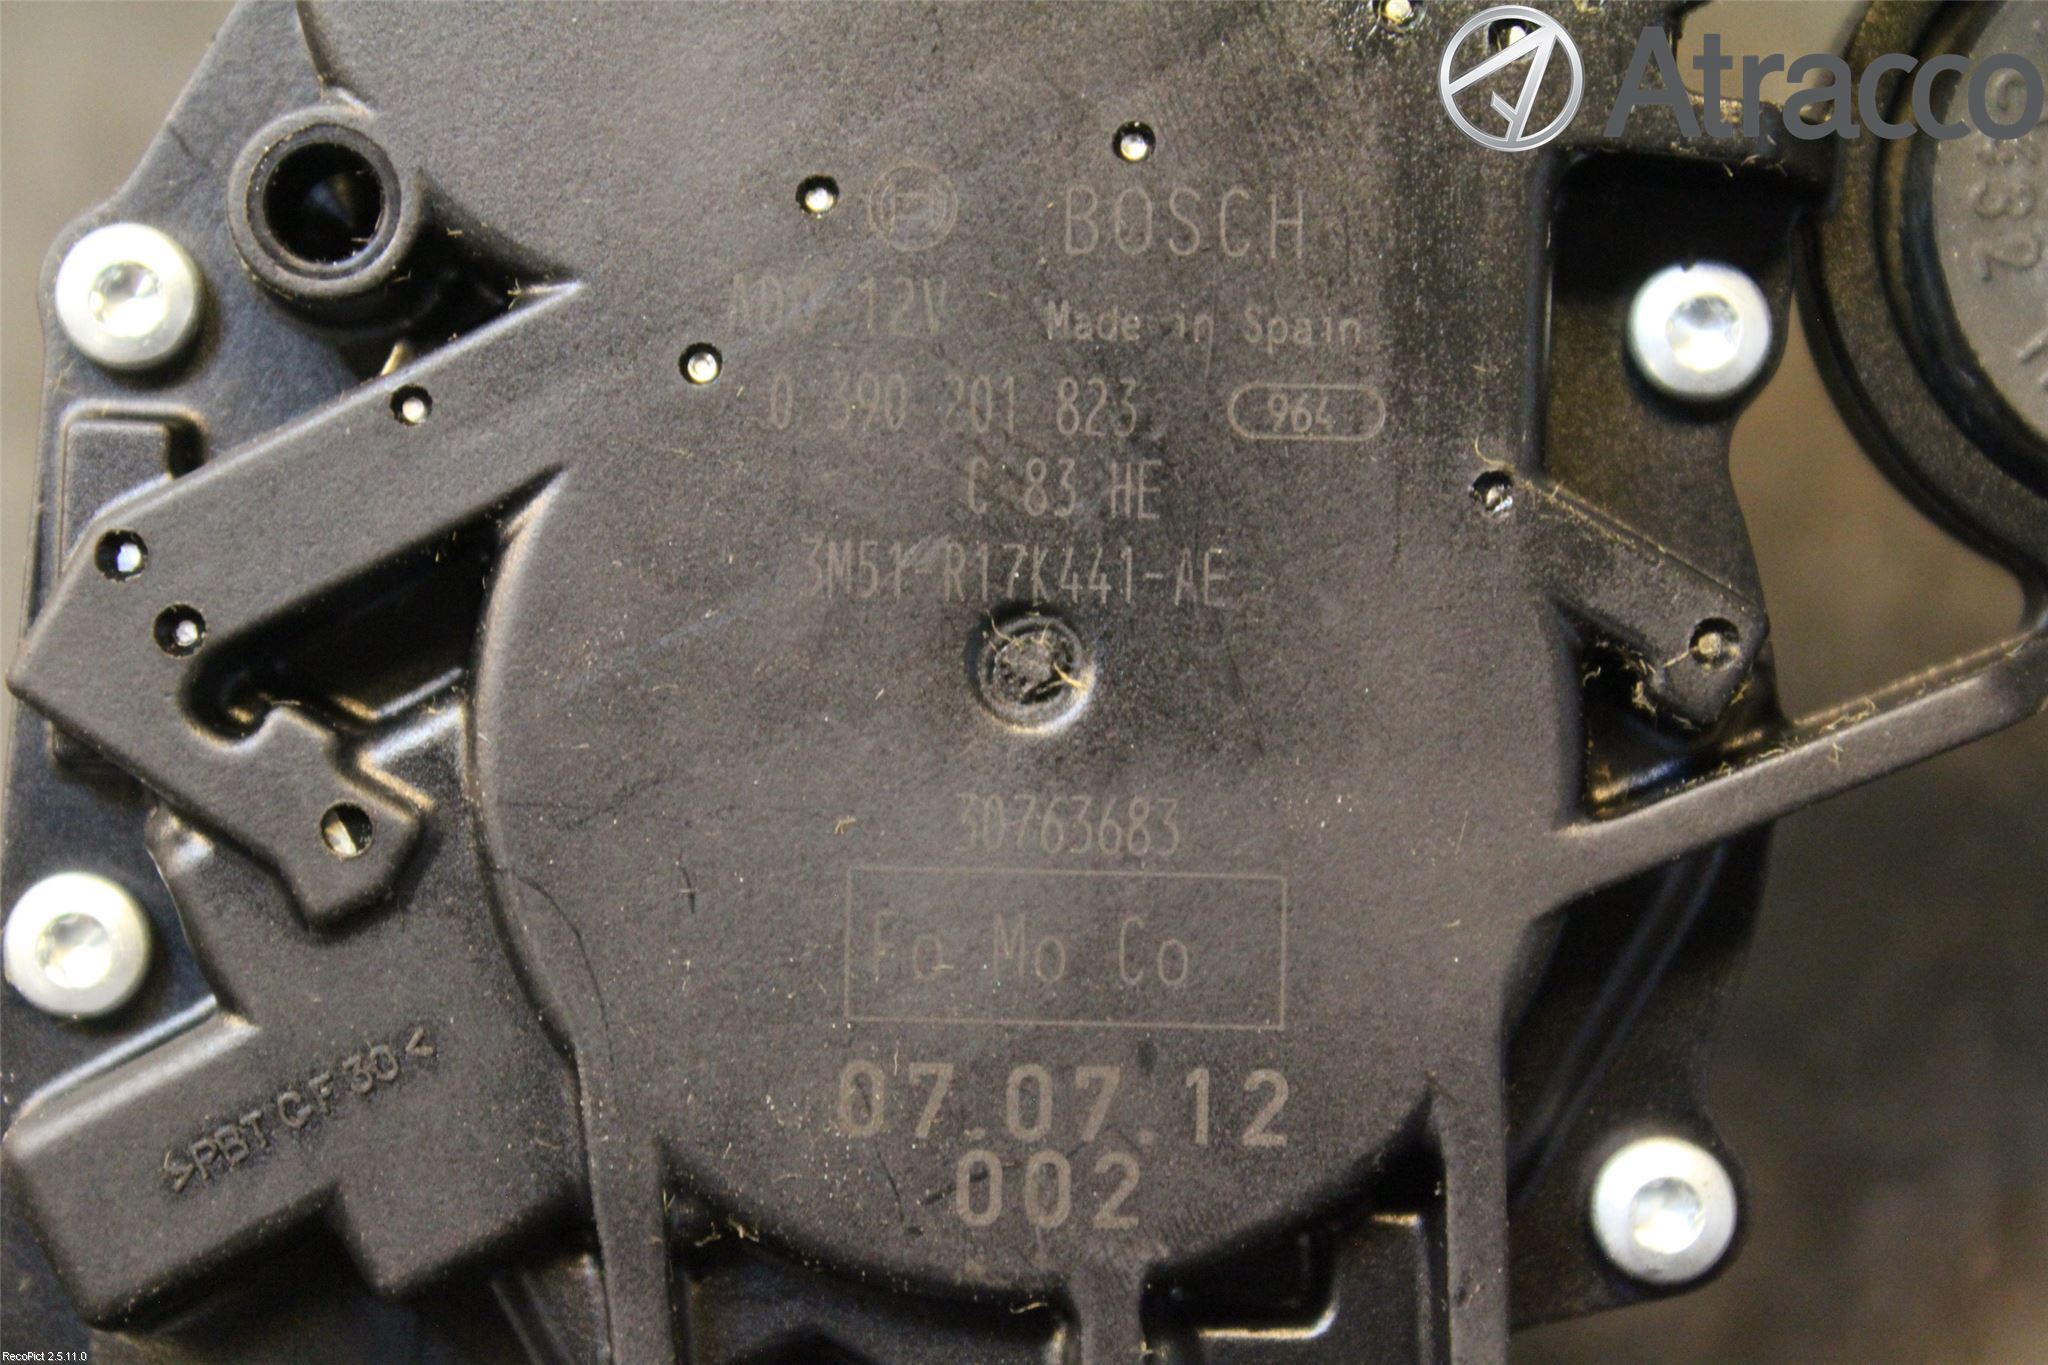 Atracco
BOSCH
12V Made in Spain
0 390 201 823 964
C 83 HE
3M51 R17K441-AE
30763683
Fo Mo Co
07.07.12
002
>PBT G F 30<
RecoPict 2.5.11.0